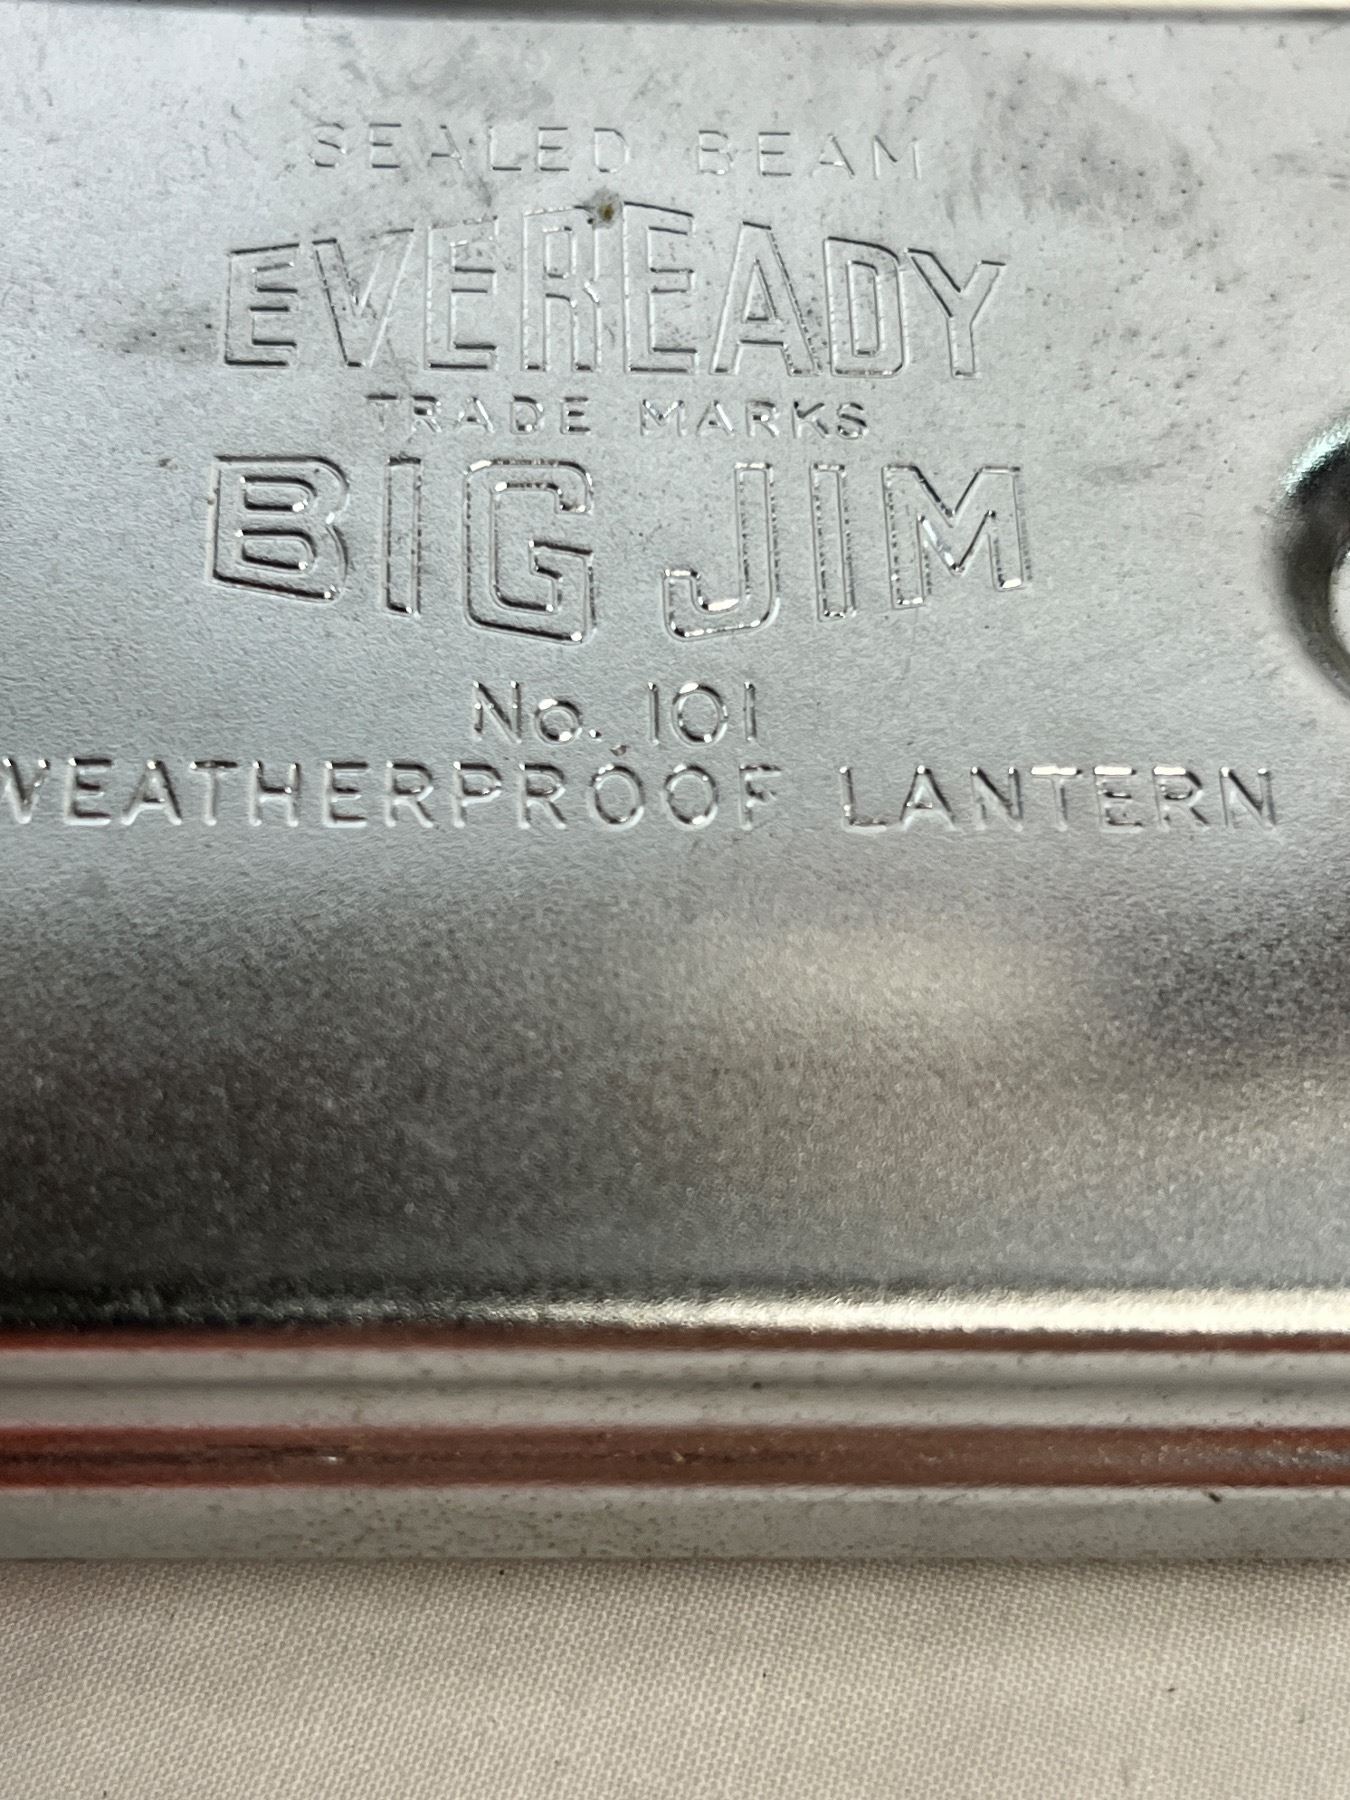 SEALED BEAM
EVEREADY
TRADE MARKS
BIG JIM
No. 101
WEATHERPROOF LANTERN